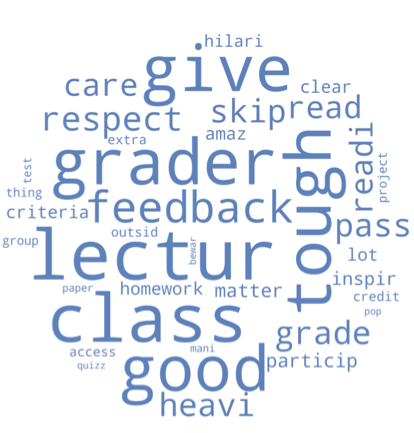 hilari
give
care
clear
respect
skip
read
amaz
extra
grader
tough
readi
project
test
thing
criteria
feedback
pass
group
outsid
lectur
bewar
lot
inspir
paper
homework
matter
credit
pop
class
grade
access
mani
quizz
good
particip
heavi